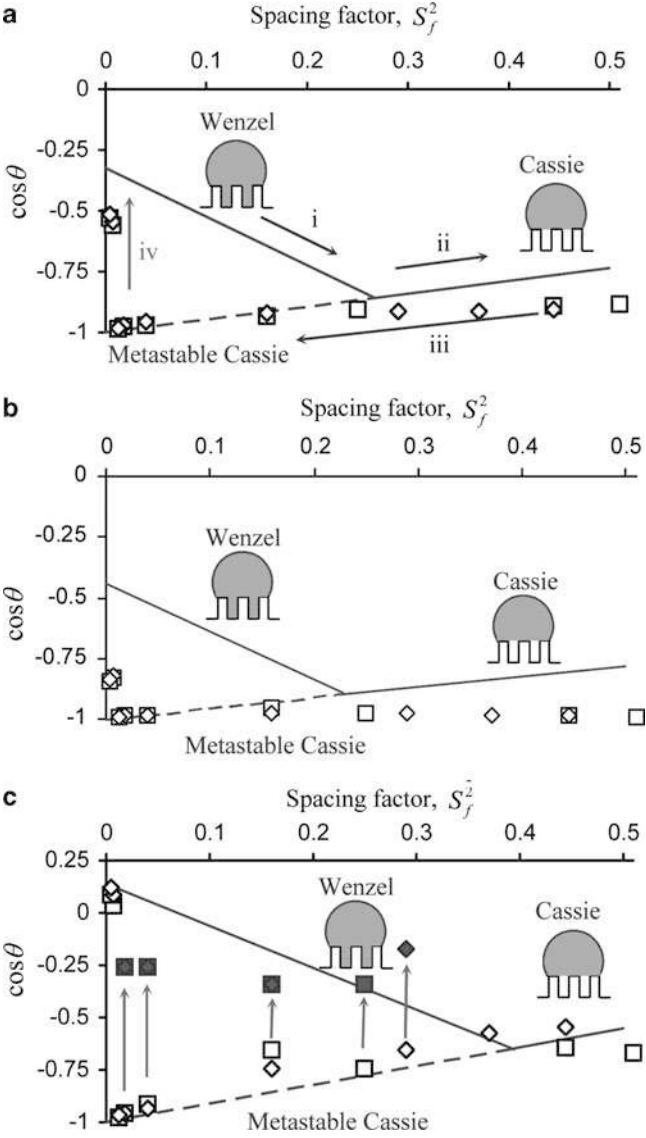 a
Spacing factor, S_f^2
0 0.1 0.2 0.3 0.4 0.5
0
-0.25
-0.5
-0.75
-1
cosθ
Wenzel
Cassie
i
ii
iii
iv
Metastable Cassie
b
Spacing factor, S_f^2
0 0.1 0.2 0.3 0.4 0.5
0
-0.25
-0.5
-0.75
-1
cosθ
Wenzel
Cassie
Metastable Cassie
c
Spacing factor, S_f^2
0 0.1 0.2 0.3 0.4 0.5
0.25
0
-0.25
-0.5
-0.75
-1
cosθ
Wenzel
Cassie
Metastable Cassie